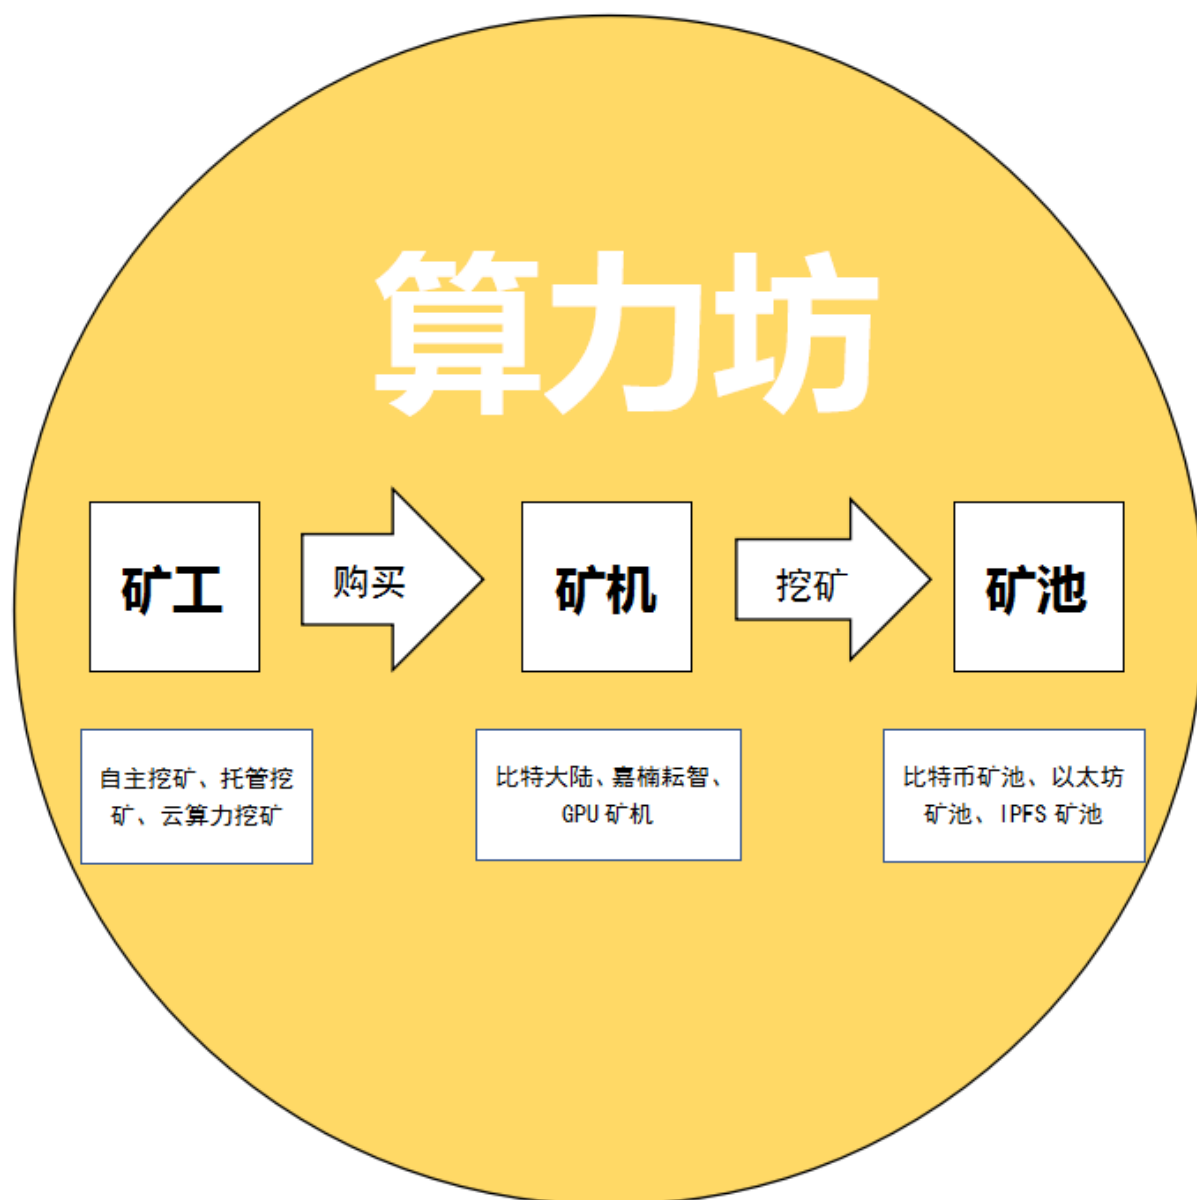 算力坊
矿工
购买
矿机
挖矿
矿池
自主挖矿、托管挖
矿、云算力挖矿
比特大陆、嘉楠耘智、
GPU 矿机
比特币矿池、以太坊
矿池、IPFS 矿池